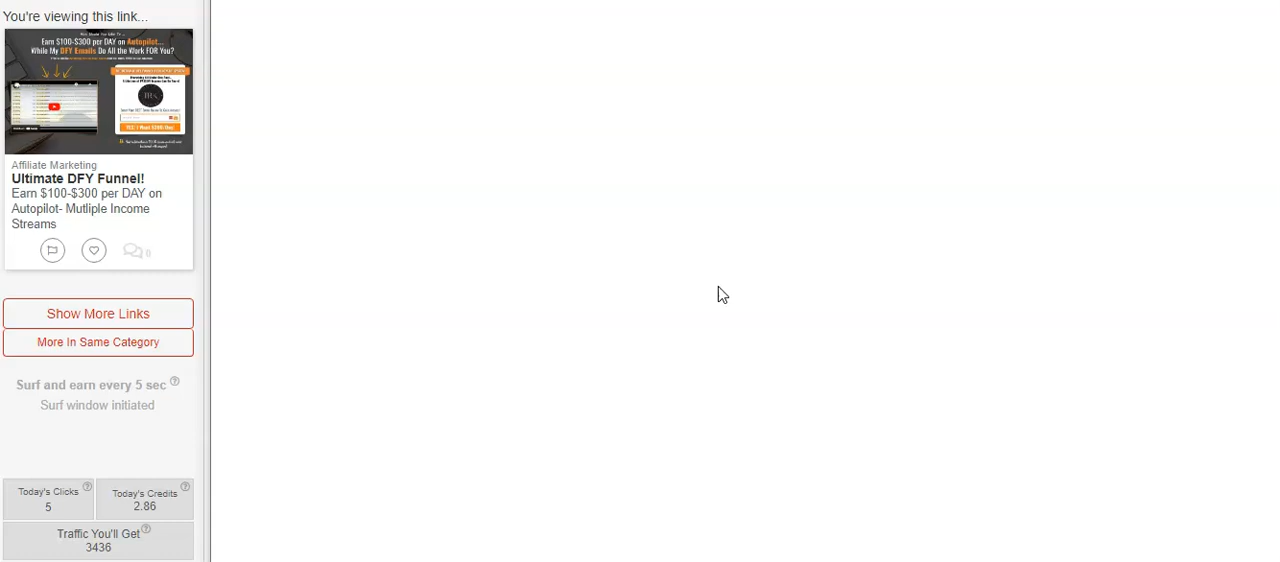 You're viewing this link...
Earn $100-$300 per DAY on Autopilot...
While My DFY Emails Do All the Work FOR You?
YES, I Want This!
Affiliate Marketing
Ultimate DFY Funnel!
Earn $100-$300 per DAY on
Autopilot- Mutliple Income
Streams
0
Show More Links
More In Same Category
Surf and earn every 5 sec ?
Surf window initiated
Today's Clicks ?
5
Today's Credits ?
2.86
Traffic You'll Get ?
3436